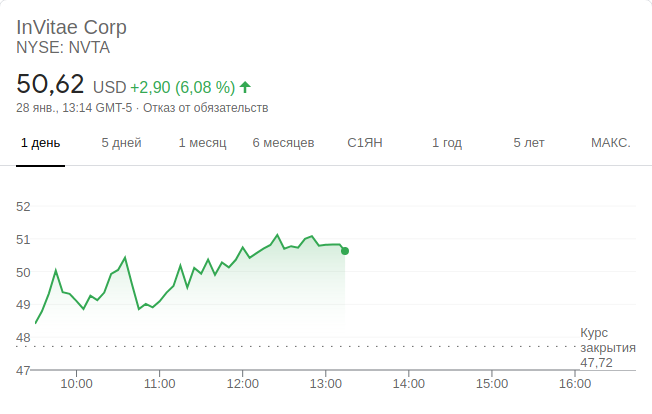 InVitae Corp
NYSE: NVTA
50,62 USD +2,90 (6,08 %)
28 янв., 13:14 GMT-5 · Отказ от обязательств
1 день 5 дней 1 месяц 6 месяцев С1ЯН 1 год 5 лет МАКС.
52
51
50
49
48
Курс
закрытия
47,72
47
10:00 11:00 12:00 13:00 14:00 15:00 16:00